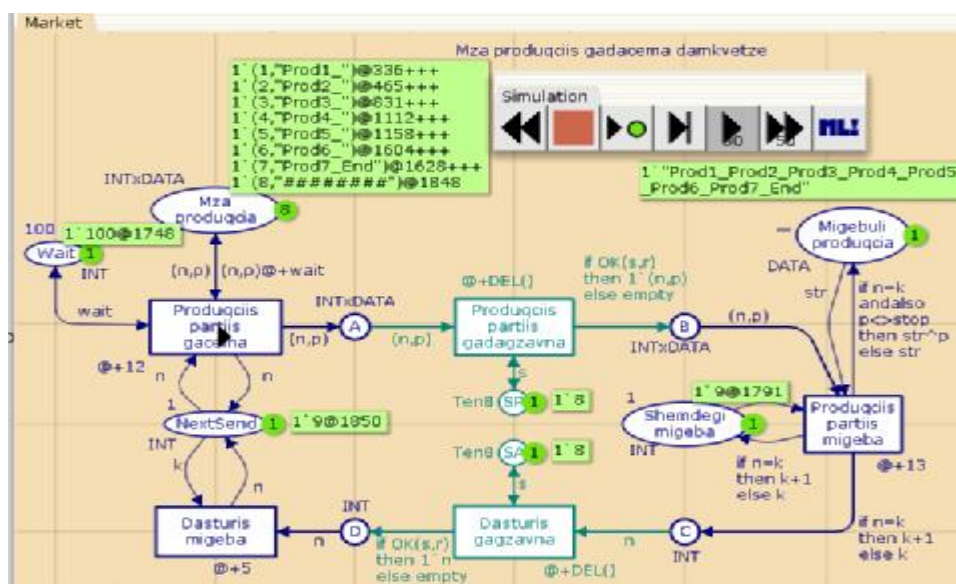 Market
Mza produqciis gadacema damkvetze
1`(1,"Prod1_")@336+++
1`(2,"Prod2_")@465+++
1`(3,"Prod3_")@831+++
1`(4,"Prod4_")@1112+++
1`(5,"Prod5_")@1158+++
1`(6,"Prod6_")@1604+++
1`(7,"Prod7_End")@1628+++
1`(8,"########")@1848
Simulation
50
ML!
1`"Prod1_Prod2_Prod3_Prod4_Prod5
_Prod6_Prod7_End"
INTxDATA
Mza
produqcia
8
100
1`100@1748
Wait
1
INT
Migebuli
produqcia
1
DATA
(n,p)
(n,p)@+wait
wait
@+DEL()
if OK(s,r)
then 1`(n,p)
else empty
str
if n=k
andalso
p<>stop
then str^p
else str
Produqciis
partiis
gacema
INTxDATA
(n,p)
A
(n,p)
Produqciis
partiis
gadagzavna
B
INTxDATA
(n,p)
@+12
n
n
s
1
NextSend
1
1`9@1850
INT
SP
1
1`8
1`9@1791
1
Shemdegi
migeba
1
INT
Produqciis
partiis
migeba
@+13
SA
1
1`8
if n=k
then k+1
else k
k
n
s
Dasturis
migeba
@+5
n
INT
D
if OK(s,r)
then 1`n
else empty
Dasturis
gagzavna
@+DEL()
n
C
INT
if n=k
then k+1
else k